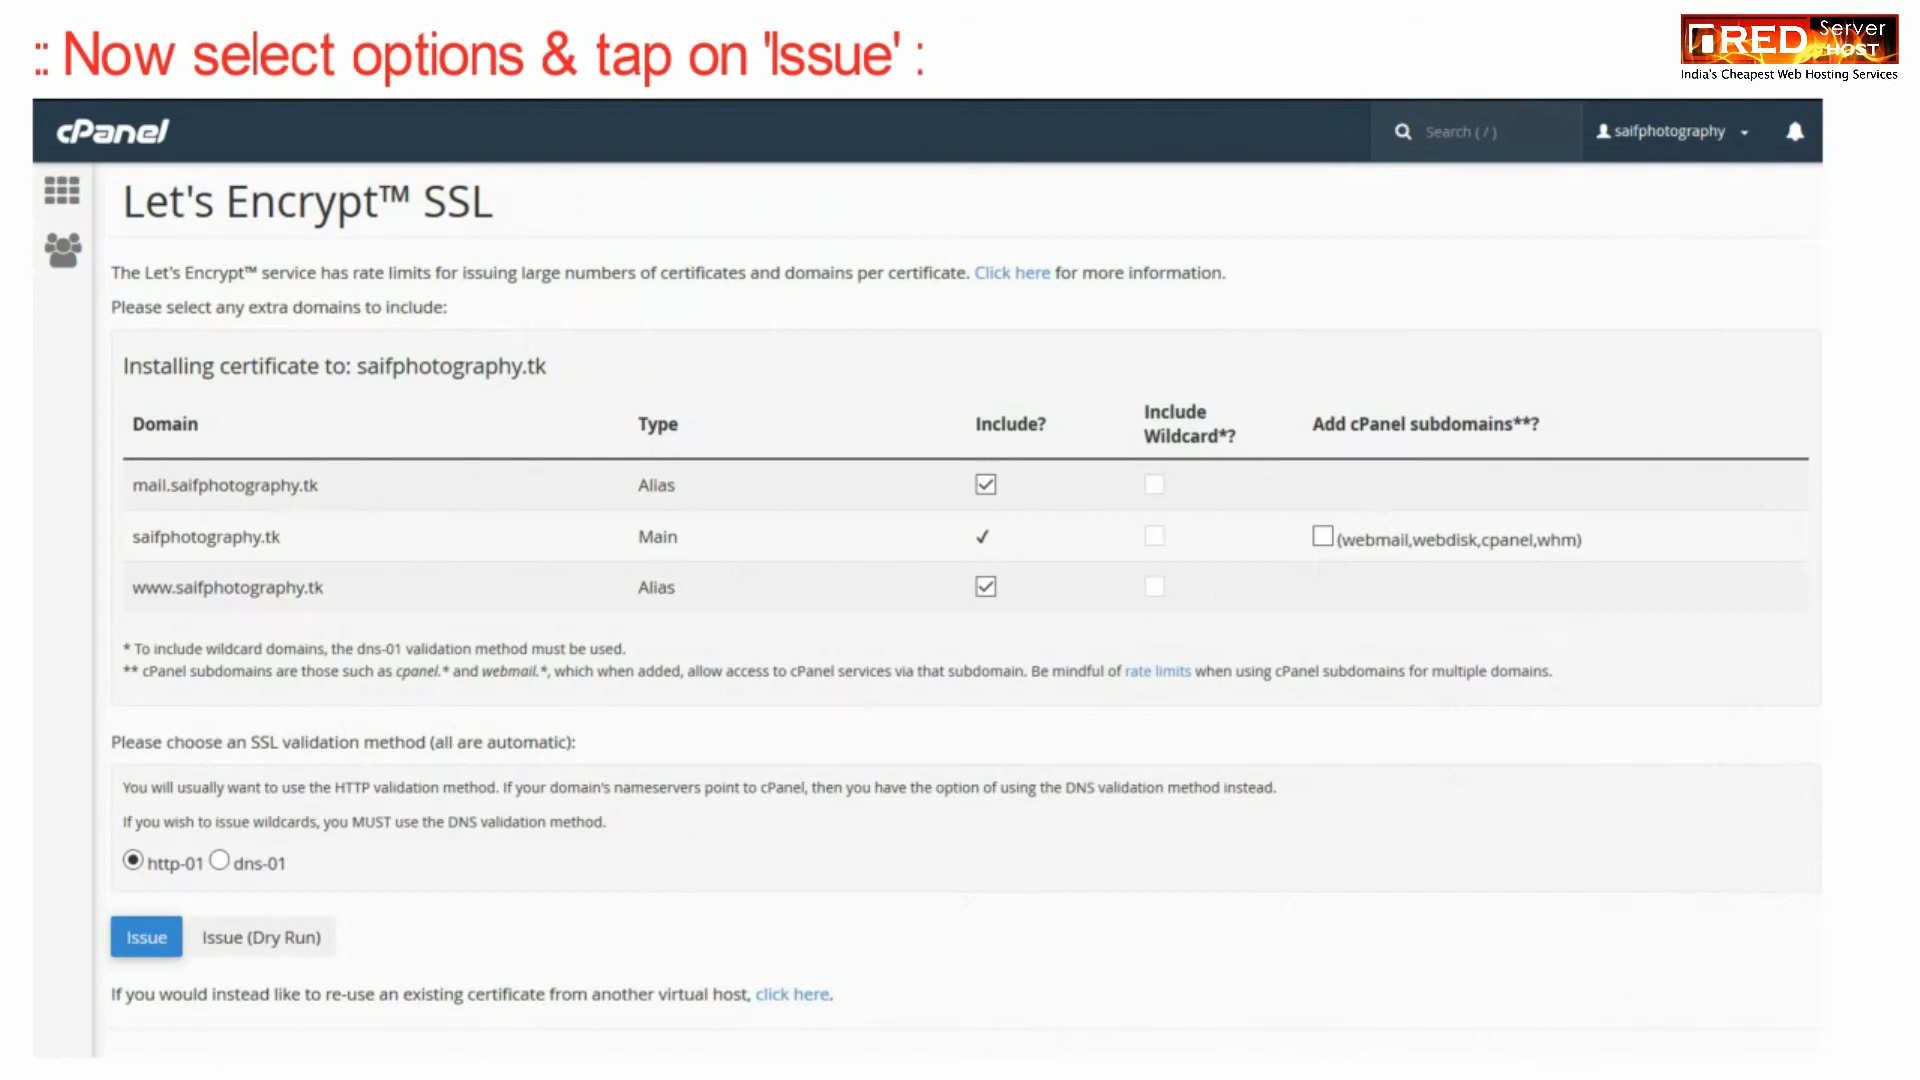 :: Now select options & tap on 'Issue' :
RED Server HOST
India's Cheapest Web Hosting Services
cPanel
Search ( / )
saifphotography
Let's Encrypt™ SSL
The Let's Encrypt™ service has rate limits for issuing large numbers of certificates and domains per certificate. Click here for more information.
Please select any extra domains to include:
Installing certificate to: saifphotography.tk
Domain Type Include? Include Wildcard*? Add cPanel subdomains**?
mail.saifphotography.tk Alias
saifphotography.tk Main (webmail,webdisk,cpanel,whm)
www.saifphotography.tk Alias
* To include wildcard domains, the dns-01 validation method must be used.
** cPanel subdomains are those such as cpanel.* and webmail.*, which when added, allow access to cPanel services via that subdomain. Be mindful of rate limits when using cPanel subdomains for multiple domains.
Please choose an SSL validation method (all are automatic):
You will usually want to use the HTTP validation method. If your domain's nameservers point to cPanel, then you have the option of using the DNS validation method instead.
If you wish to issue wildcards, you MUST use the DNS validation method.
http-01 dns-01
Issue Issue (Dry Run)
If you would instead like to re-use an existing certificate from another virtual host, click here.